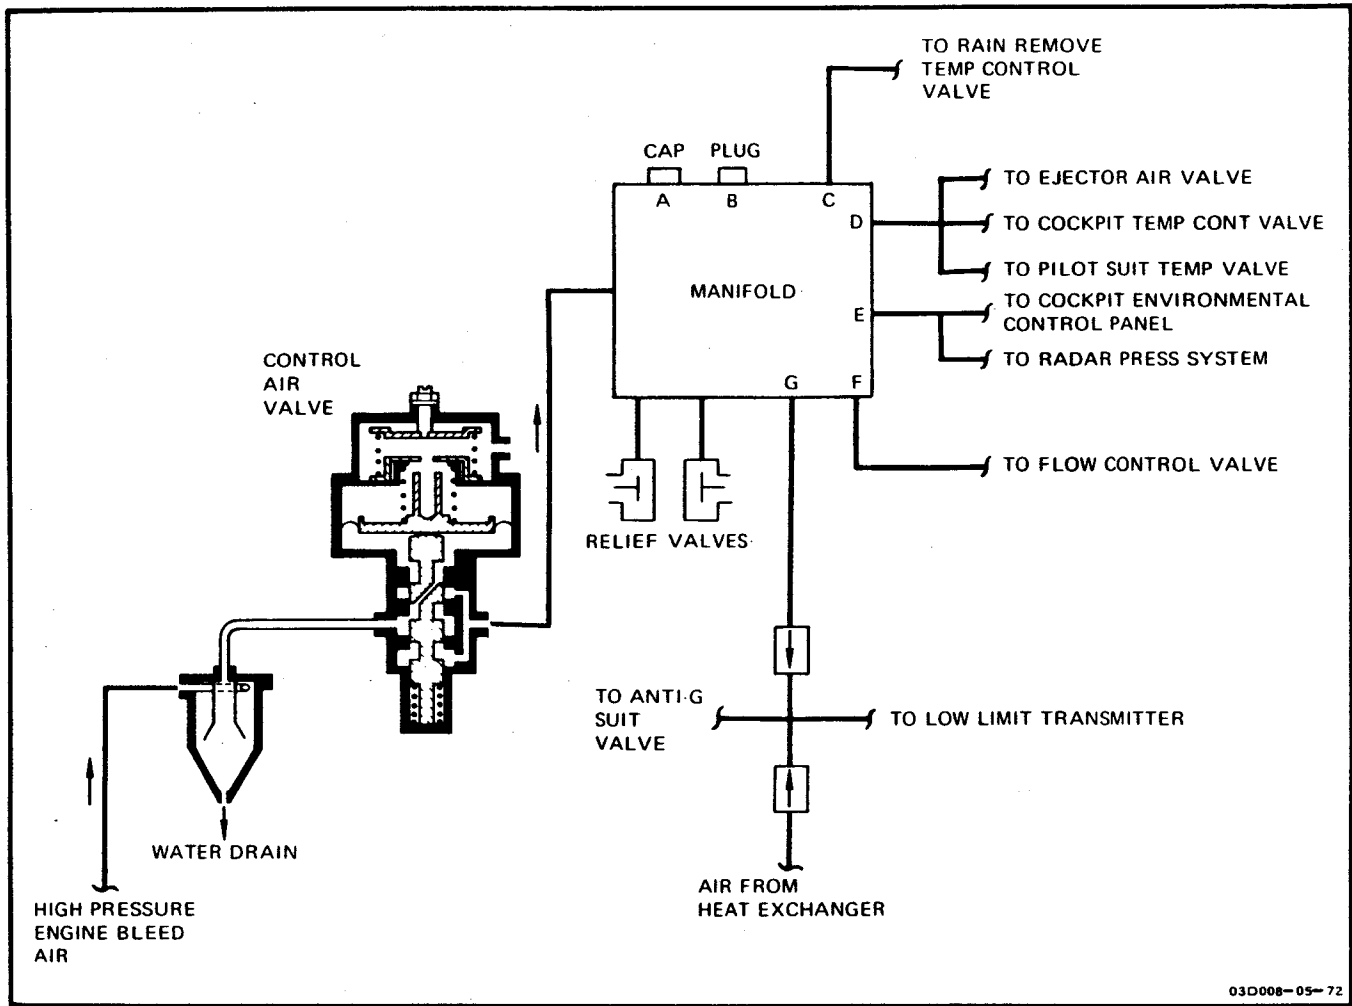 TO RAIN REMOVE
TEMP CONTROL
VALVE
CAP PLUG
A B C
D
TO EJECTOR AIR VALVE
TO COCKPIT TEMP CONT VALVE
TO PILOT SUIT TEMP VALVE
MANIFOLD
E
TO COCKPIT ENVIRONMENTAL
CONTROL PANEL
TO RADAR PRESS SYSTEM
CONTROL
AIR
VALVE
G F
TO FLOW CONTROL VALVE
RELIEF VALVES
TO ANTI-G
SUIT
VALVE
TO LOW LIMIT TRANSMITTER
WATER DRAIN
AIR FROM
HEAT EXCHANGER
HIGH PRESSURE
ENGINE BLEED
AIR
03D008-05-72